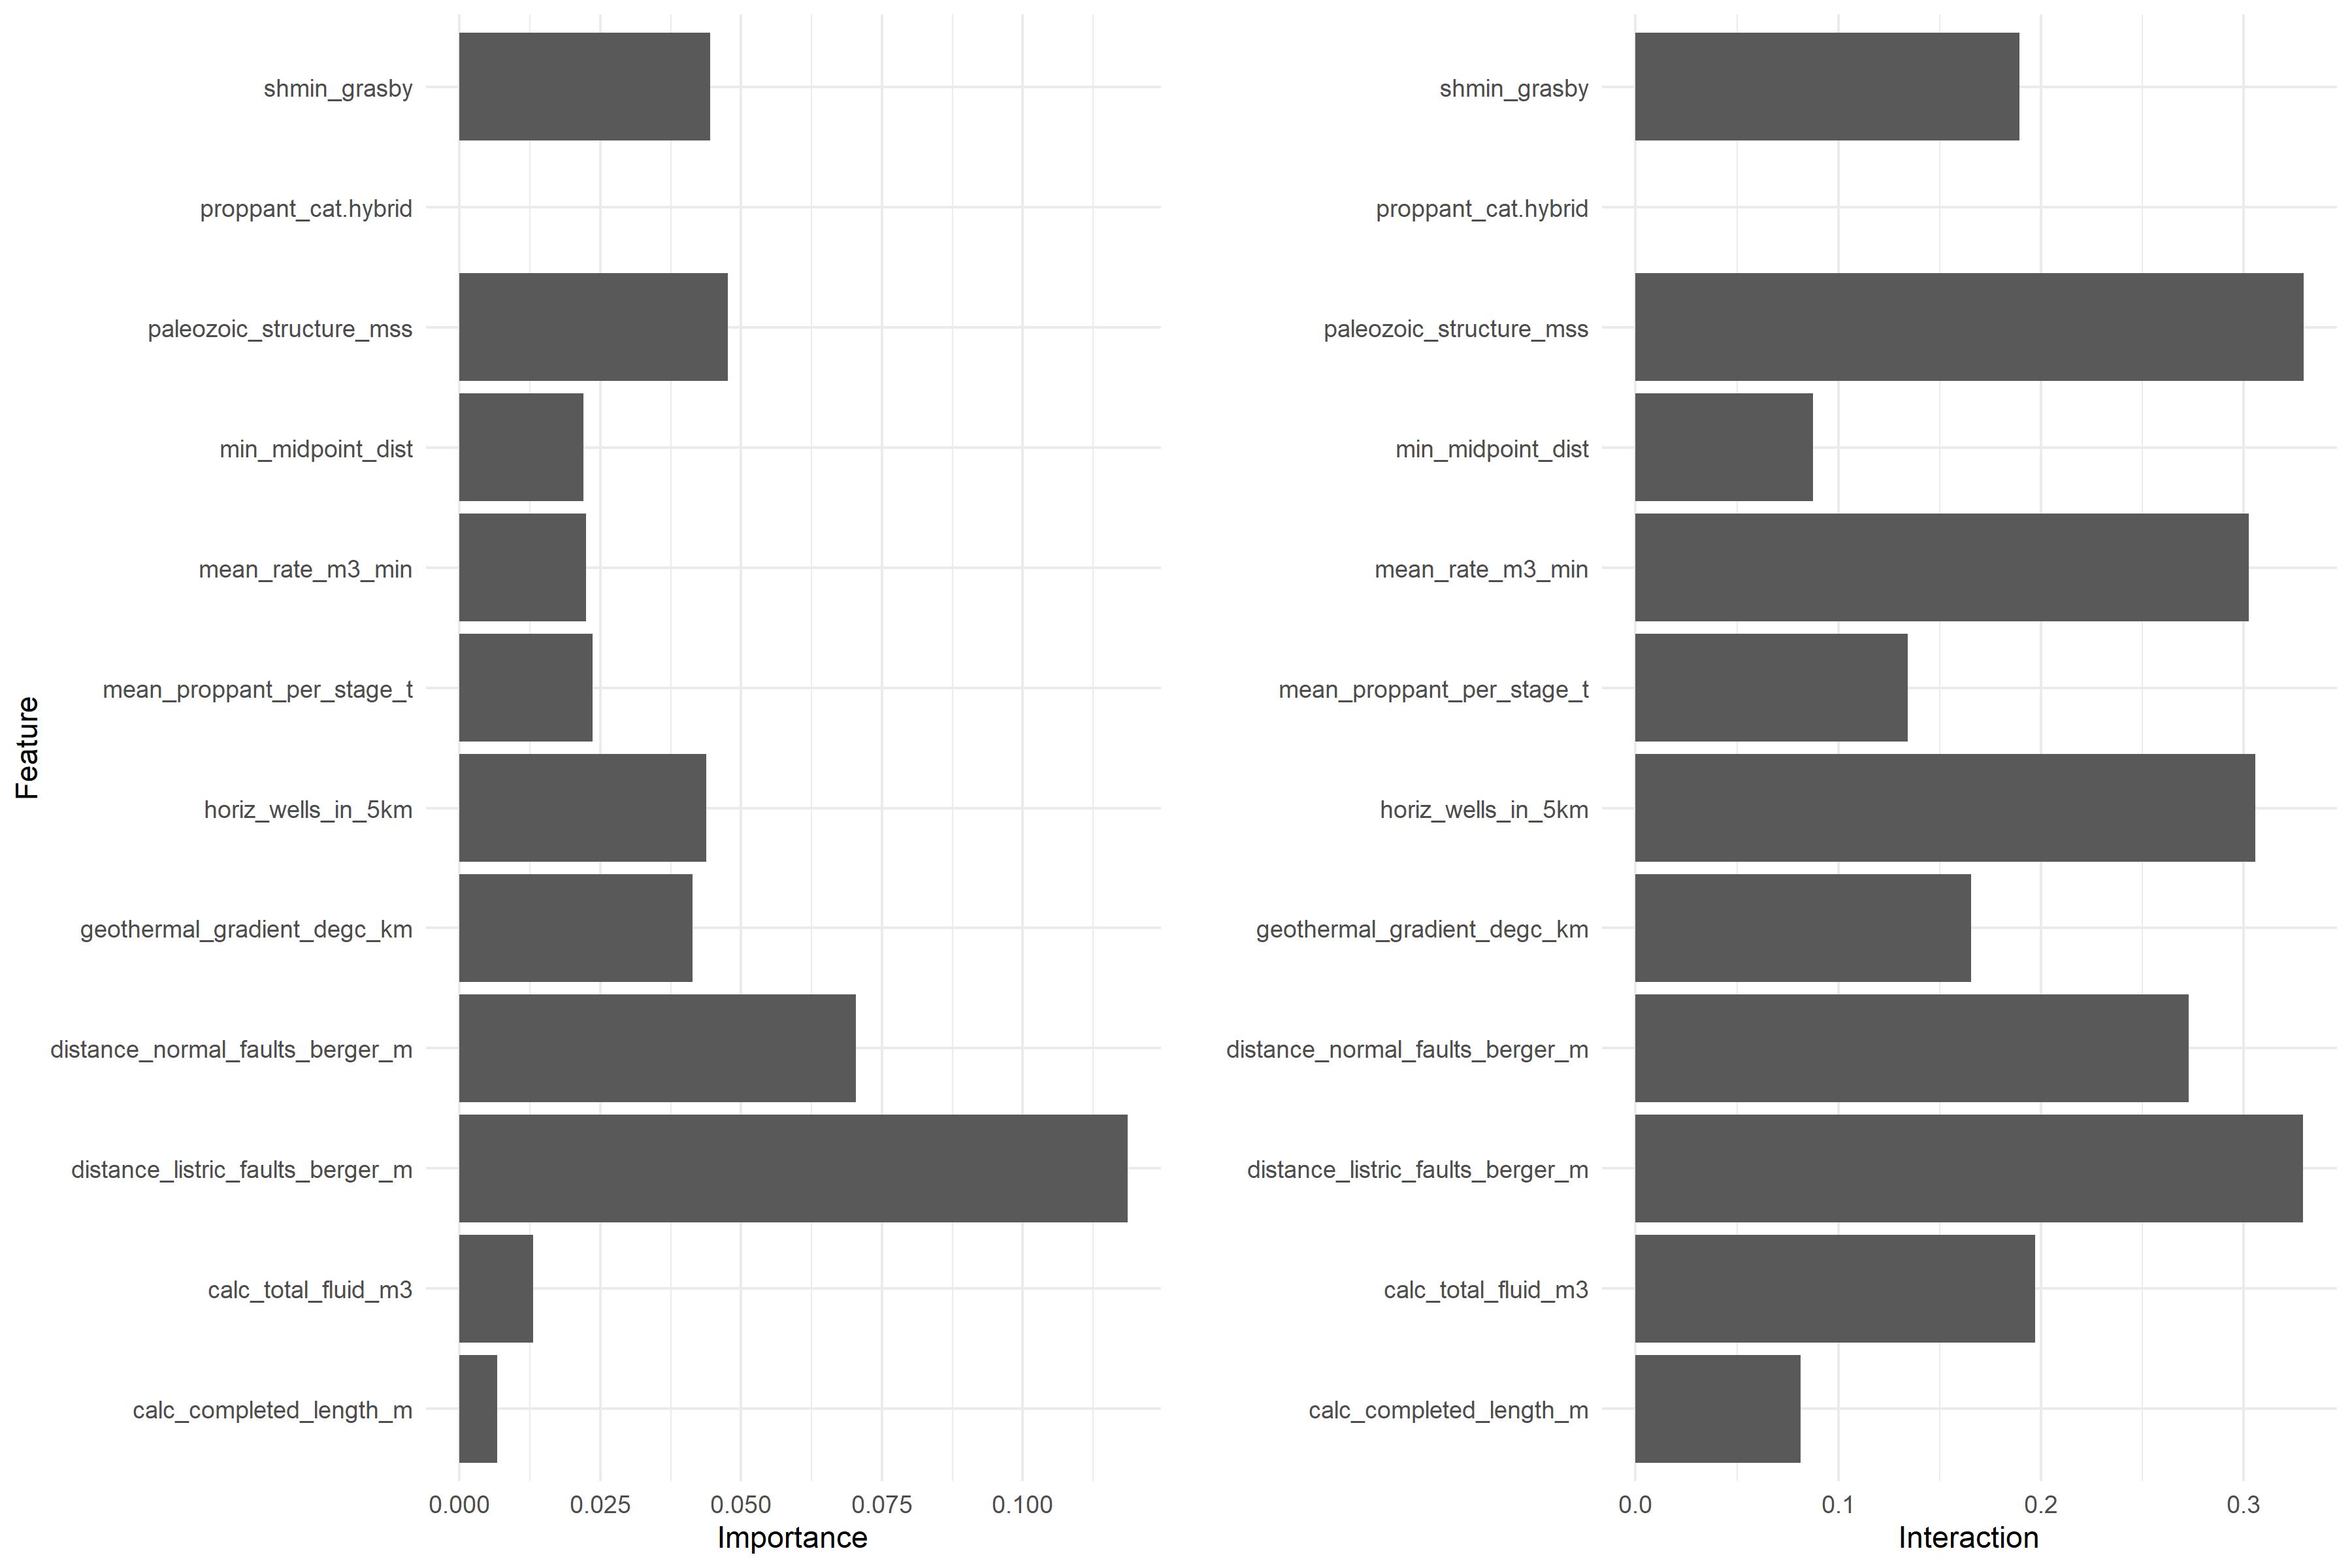 Feature
shmin_grasby
proppant_cat.hybrid
paleozoic_structure_mss
min_midpoint_dist
mean_rate_m3_min
mean_proppant_per_stage_t
horiz_wells_in_5km
geothermal_gradient_degc_km
distance_normal_faults_berger_m
distance_listric_faults_berger_m
calc_total_fluid_m3
calc_completed_length_m
0.000 0.025 0.050 0.075 0.100
Importance
shmin_grasby
proppant_cat.hybrid
paleozoic_structure_mss
min_midpoint_dist
mean_rate_m3_min
mean_proppant_per_stage_t
horiz_wells_in_5km
geothermal_gradient_degc_km
distance_normal_faults_berger_m
distance_listric_faults_berger_m
calc_total_fluid_m3
calc_completed_length_m
0.0 0.1 0.2 0.3
Interaction